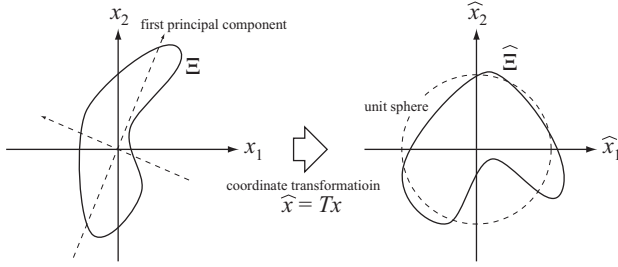 x₂
first principal component
Ξ
x₁
coordinate transformatioin
x̂ = Tx
x̂₂
Ξ̂
unit sphere
x̂₁